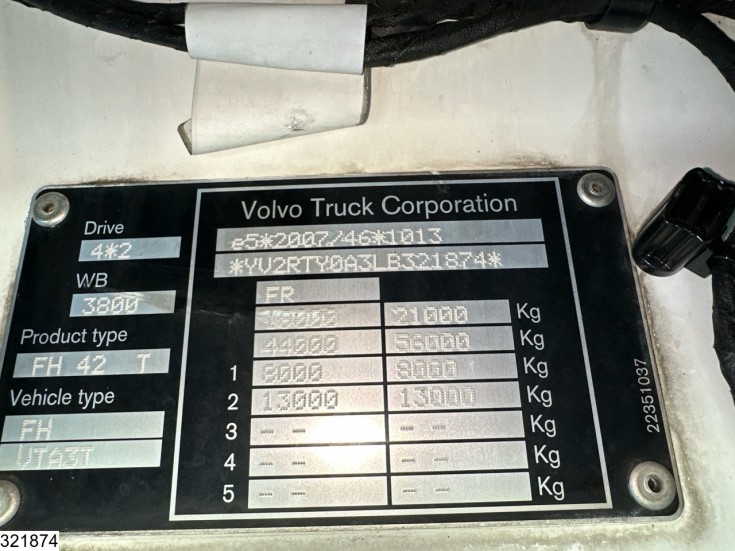 Volvo Truck Corporation
e5*2007/46*1013
*YV2RTY0A3LB321874*
Drive
4*2
WB
3800
Product type
FH 42 T
Vehicle type
FH
VTA3T
FR
18000 21000 Kg
44000 56000 Kg
1 8000 8000 Kg
2 13000 13000 Kg
3 -- -- -- -- Kg
4 -- -- -- -- Kg
5 -- -- -- -- Kg
22351037
321874